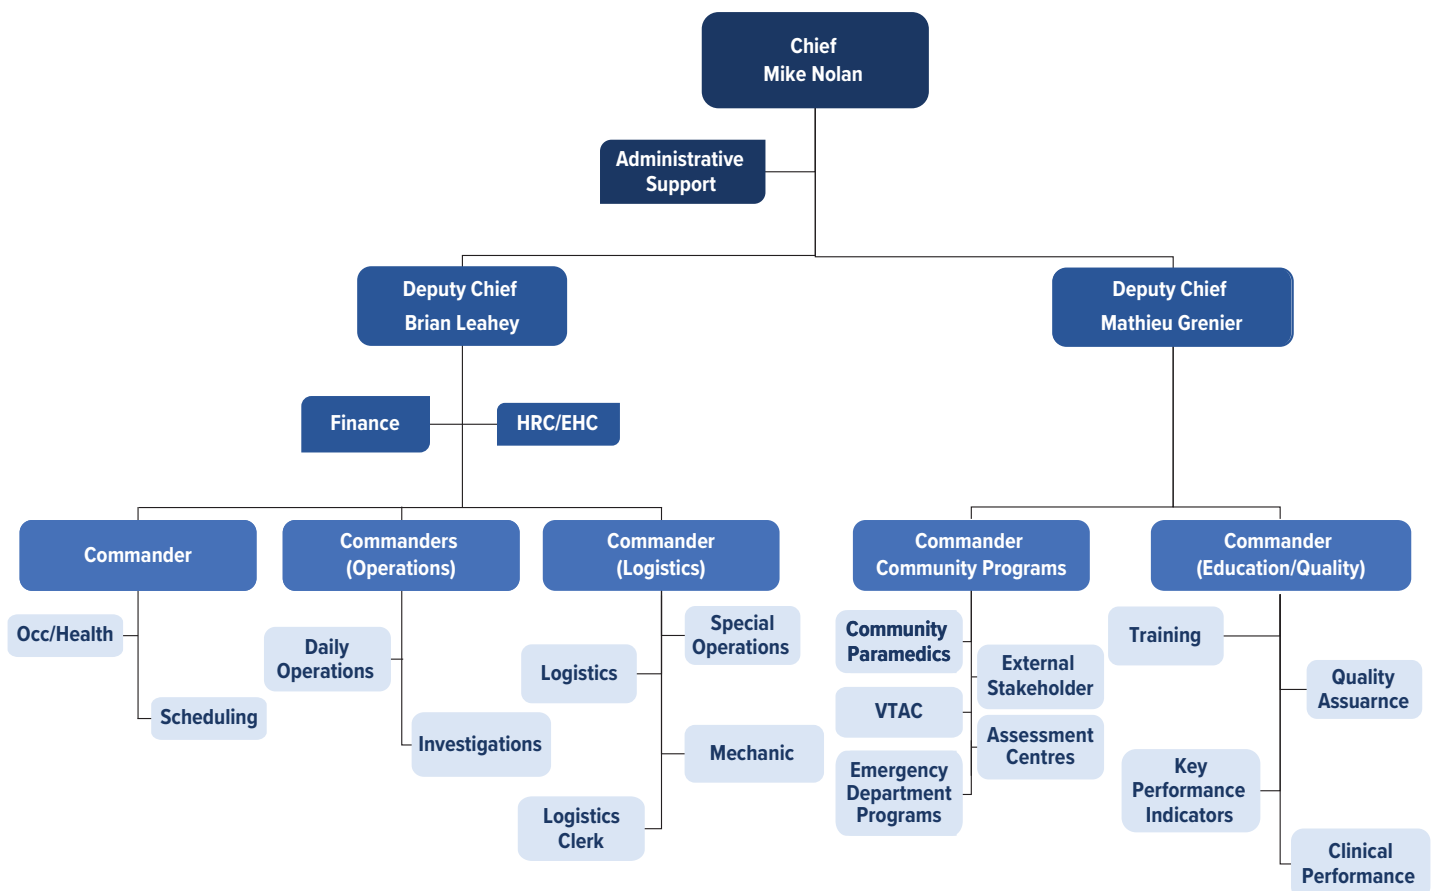 Chief
Mike Nolan
Administrative
Support
Deputy Chief
Brian Leahey
Deputy Chief
Mathieu Grenier
Finance
HRC/EHC
Commander
Commanders
(Operations)
Commander
(Logistics)
Commander
Community Programs
Commander
(Education/Quality)
Occ/Health
Scheduling
Daily
Operations
Investigations
Special
Operations
Logistics
Mechanic
Logistics
Clerk
Community
Paramedics
External
Stakeholder
VTAC
Assessment
Centres
Emergency
Department
Programs
Training
Quality
Assuarnce
Key
Performance
Indicators
Clinical
Performance